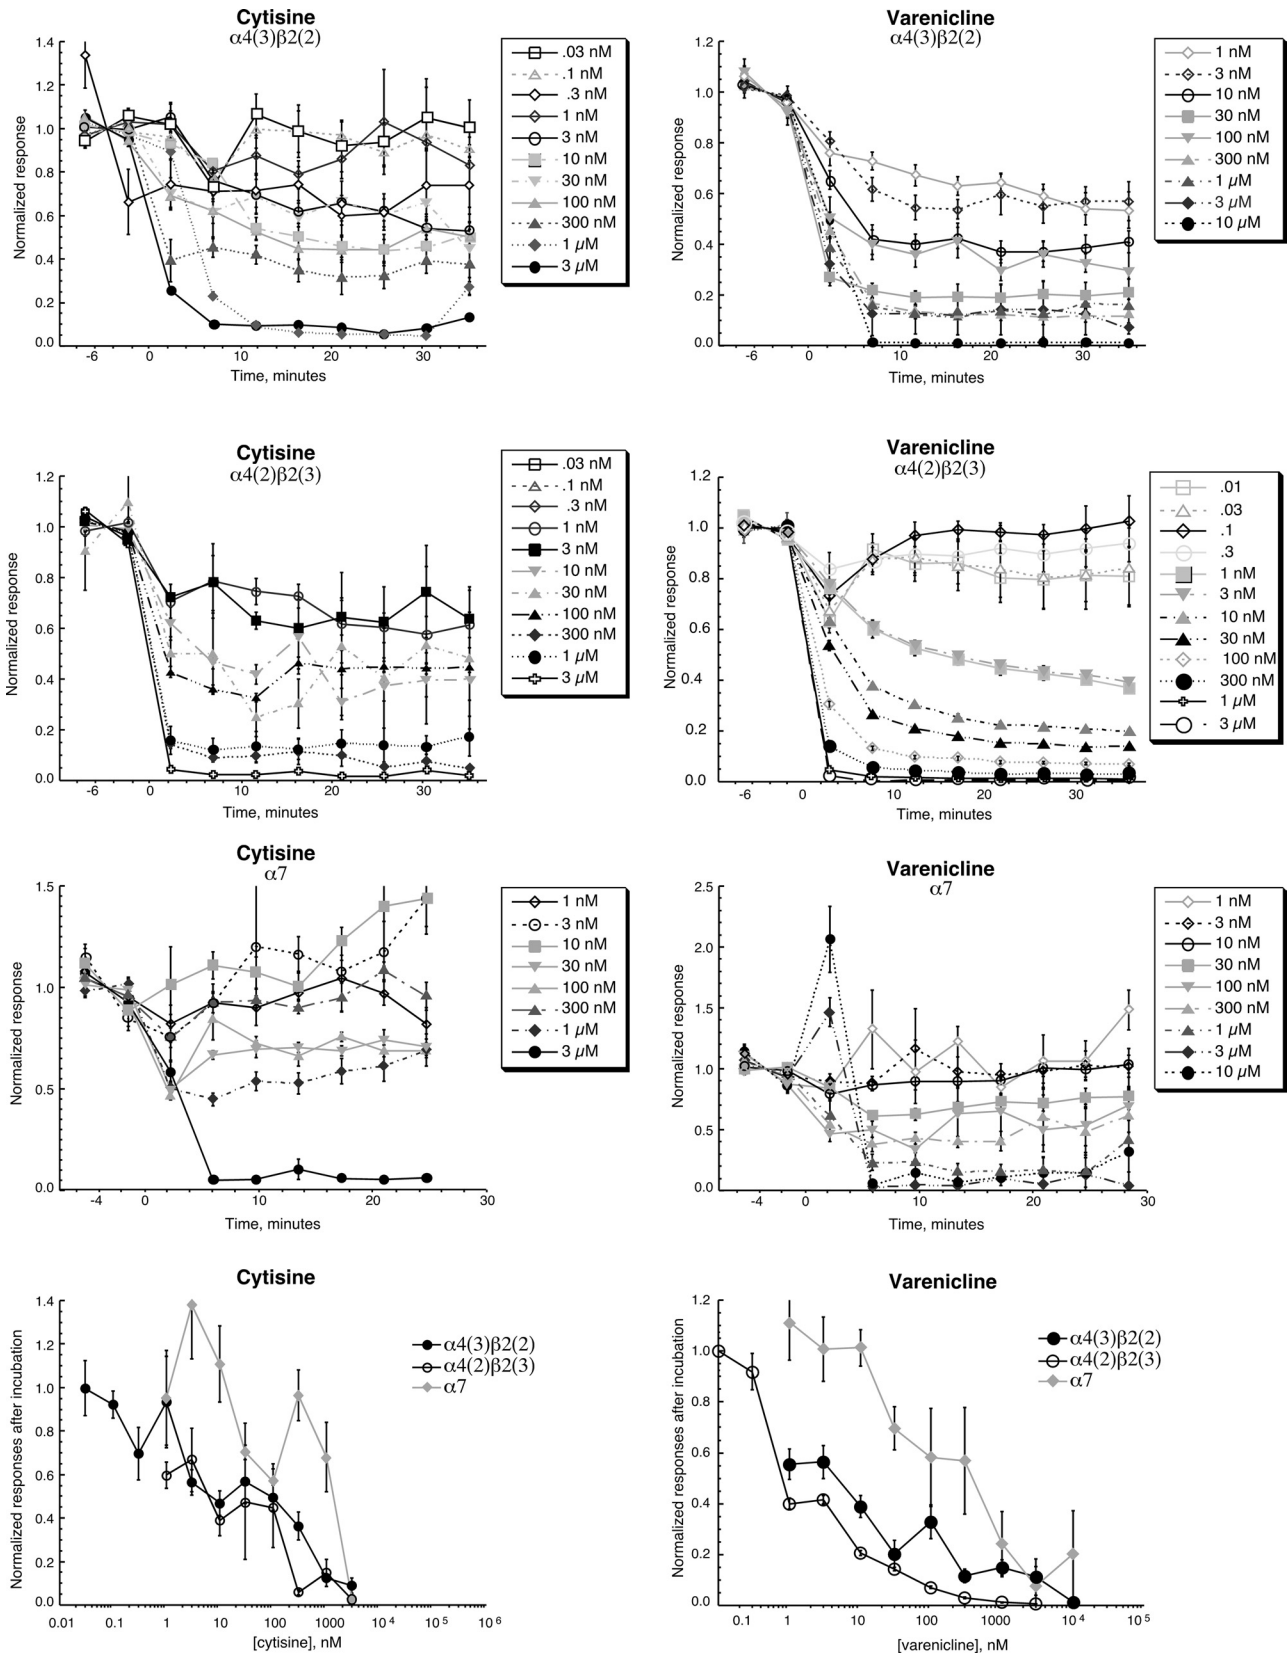 Cytisine
α4(3)β2(2)
Normalized response
1.4
1.2
1.0
0.8
0.6
0.4
0.2
0.0
-6
0
10
20
30
Time, minutes
.03 nM
.1 nM
.3 nM
1 nM
3 nM
10 nM
30 nM
100 nM
300 nM
1 µM
3 µM
Varenicline
α4(3)β2(2)
Normalized response
1.2
1.0
0.8
0.6
0.4
0.2
0.0
-6
0
10
20
30
Time, minutes
1 nM
3 nM
10 nM
30 nM
100 nM
300 nM
1 µM
3 µM
10 µM
Cytisine
α4(2)β2(3)
Normalized response
1.2
1.0
0.8
0.6
0.4
0.2
0.0
-6
0
10
20
30
Time, minutes
.03 nM
.1 nM
.3 nM
1 nM
3 nM
10 nM
30 nM
100 nM
300 nM
1 µM
3 µM
Varenicline
α4(2)β2(3)
Normalized response
1.2
1.0
0.8
0.6
0.4
0.2
0.0
-6
0
10
20
30
Time, minutes
.01
.03
.1
.3
1 nM
3 nM
10 nM
30 nM
100 nM
300 nM
1 µM
3 µM
Cytisine
α7
Normalized response
1.5
1.0
0.5
0.0
-4
0
10
20
30
Time, minutes
1 nM
3 nM
10 nM
30 nM
100 nM
300 nM
1 µM
3 µM
Varenicline
α7
Normalized response
2.5
2.0
1.5
1.0
0.5
0.0
-4
0
10
20
30
Time, minutes
1 nM
3 nM
10 nM
30 nM
100 nM
300 nM
1 µM
3 µM
10 µM
Cytisine
Normalized responses after incubation
1.4
1.2
1.0
0.8
0.6
0.4
0.2
0.0
0.01
0.1
1
10
100
1000
10⁴
10⁵
10⁶
[cytisine], nM
α4(3)β2(2)
α4(2)β2(3)
α7
Varenicline
Normalized responses after incubation
1.2
1.0
0.8
0.6
0.4
0.2
0.0
0.1
1
10
100
1000
10⁴
10⁵
[varenicline], nM
α4(3)β2(2)
α4(2)β2(3)
α7